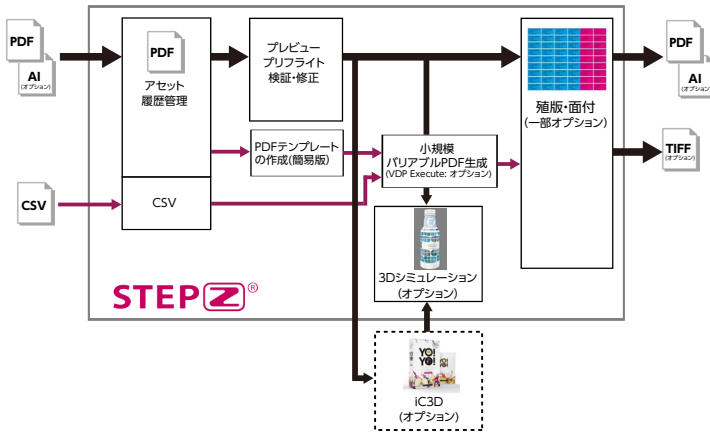 PDF
AI
(オプション)
CSV
PDF
アセット
履歴管理
CSV
プレビュー
プリフライト
検証・修正
PDFテンプレート
の作成(簡易版)
小規模
バリアブルPDF生成
(VDP Execute: オプション)
3Dシミュレーション
(オプション)
YO!
YO!
iC3D
(オプション)
殖版・面付
(一部オプション)
PDF
AI
(オプション)
TIFF
(オプション)
STEPZ®